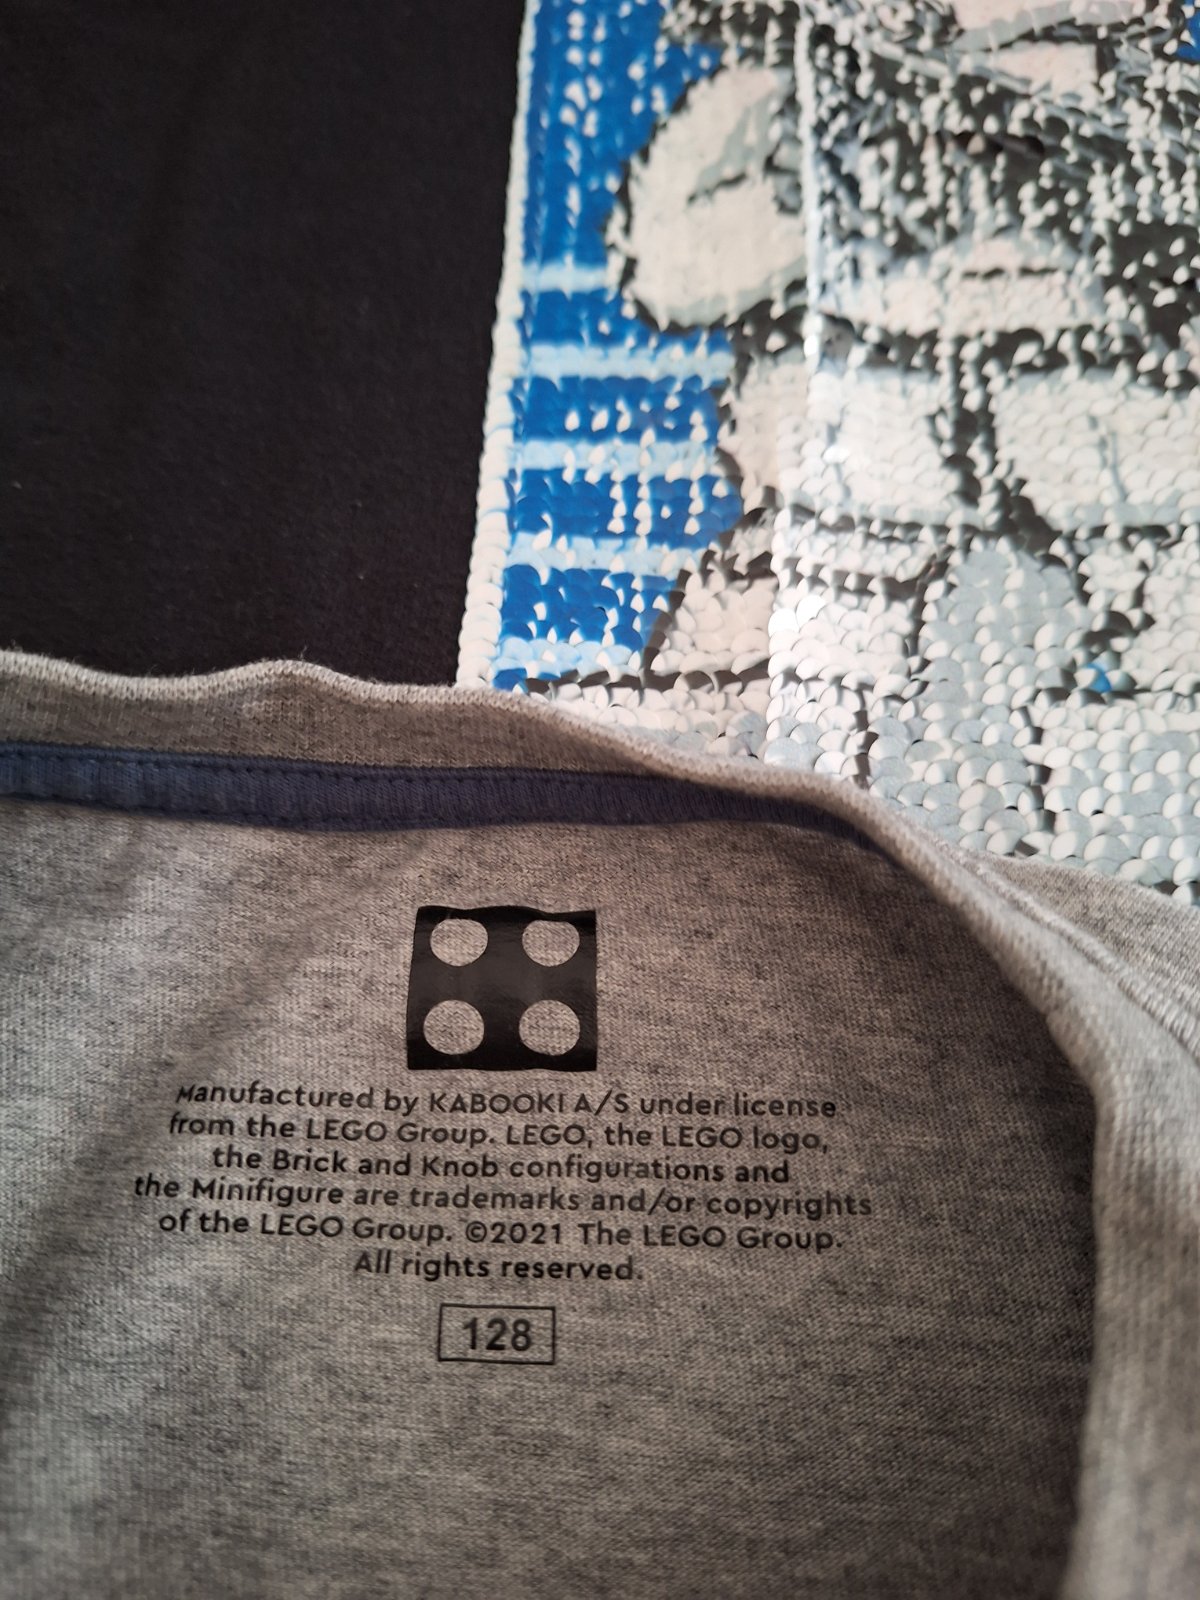 Manufactured by KABOOKI A/S under license
from the LEGO Group. LEGO, the LEGO logo,
the Brick and Knob configurations and
the Minifigure are trademarks and/or copyrights
of the LEGO Group. ©2021 The LEGO Group.
All rights reserved.
128